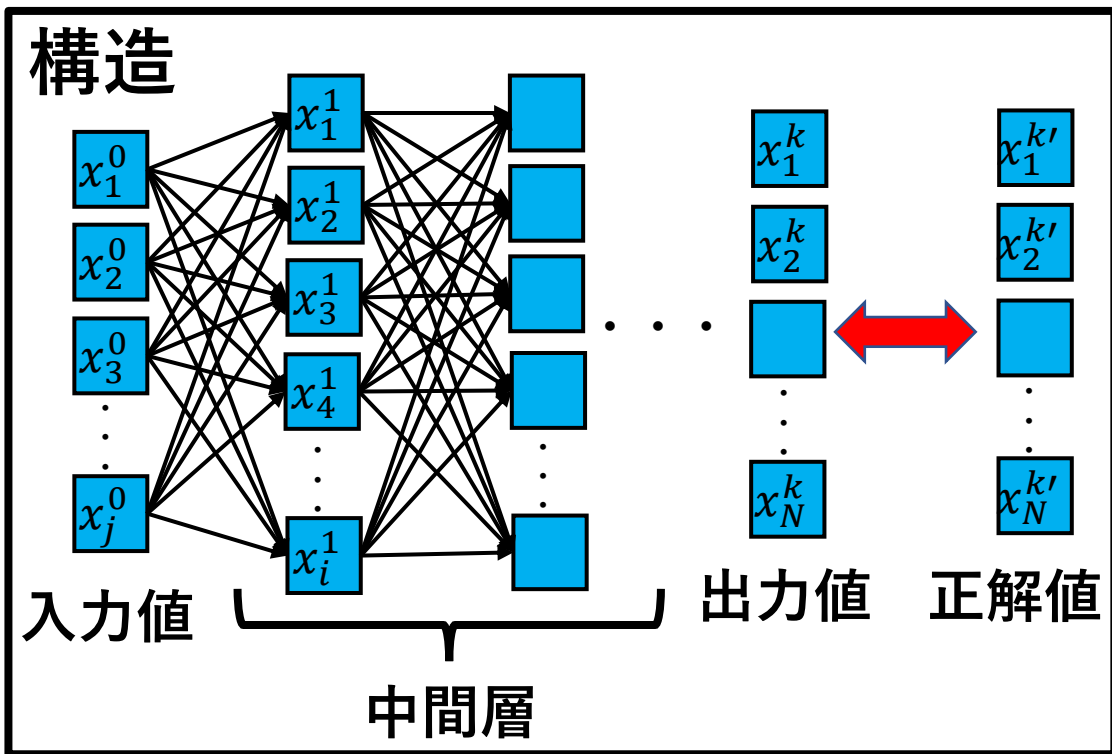 構造
x_1^0
x_2^0
x_3^0
x_j^0
入力値
x_1^1
x_2^1
x_3^1
x_4^1
x_i^1
中間層
x_1^k
x_2^k
x_N^k
出力値
x_1^{k'}
x_2^{k'}
x_N^{k'}
正解値